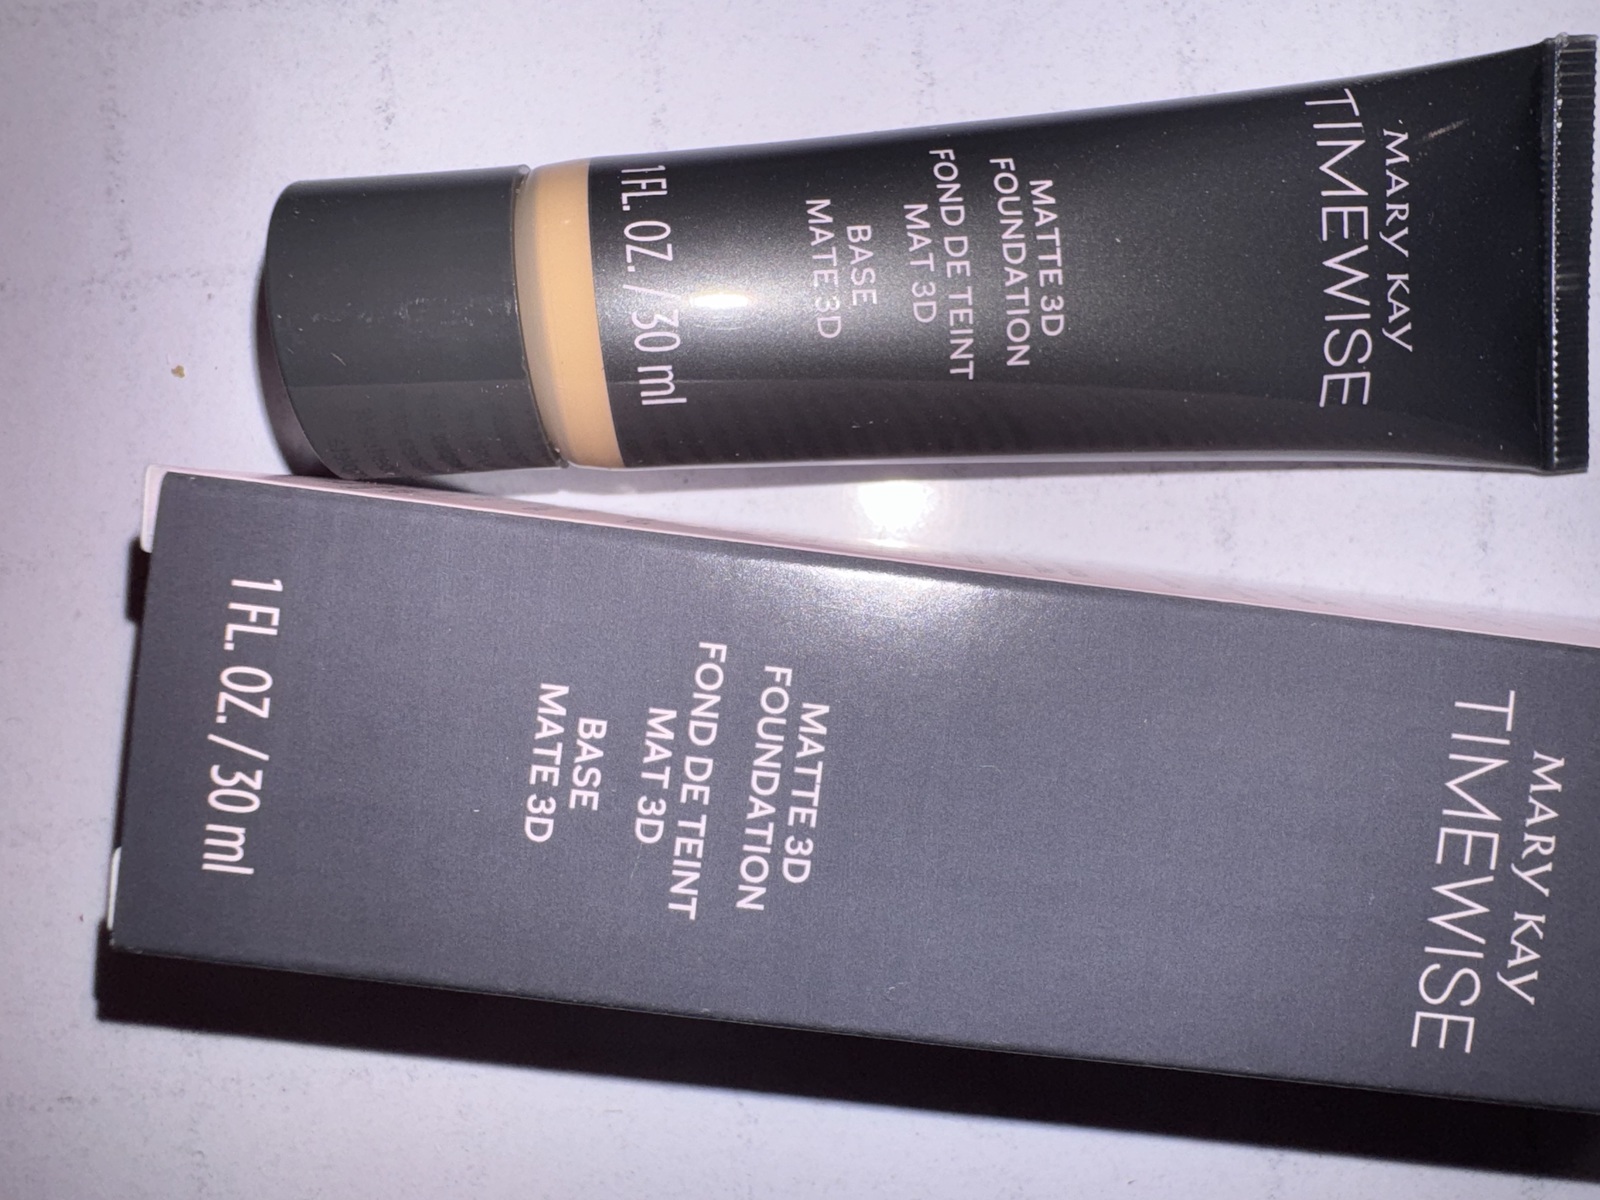 MARY KAY
TIMEWISE
MATTE 3D
FOUNDATION
FOND DE TEINT
MAT 3D
BASE
MATE 3D
1 FL. OZ. / 30 ml
MARY KAY
TIMEWISE
MATTE 3D
FOUNDATION
FOND DE TEINT
MAT 3D
BASE
MATE 3D
1 FL. OZ. / 30 ml